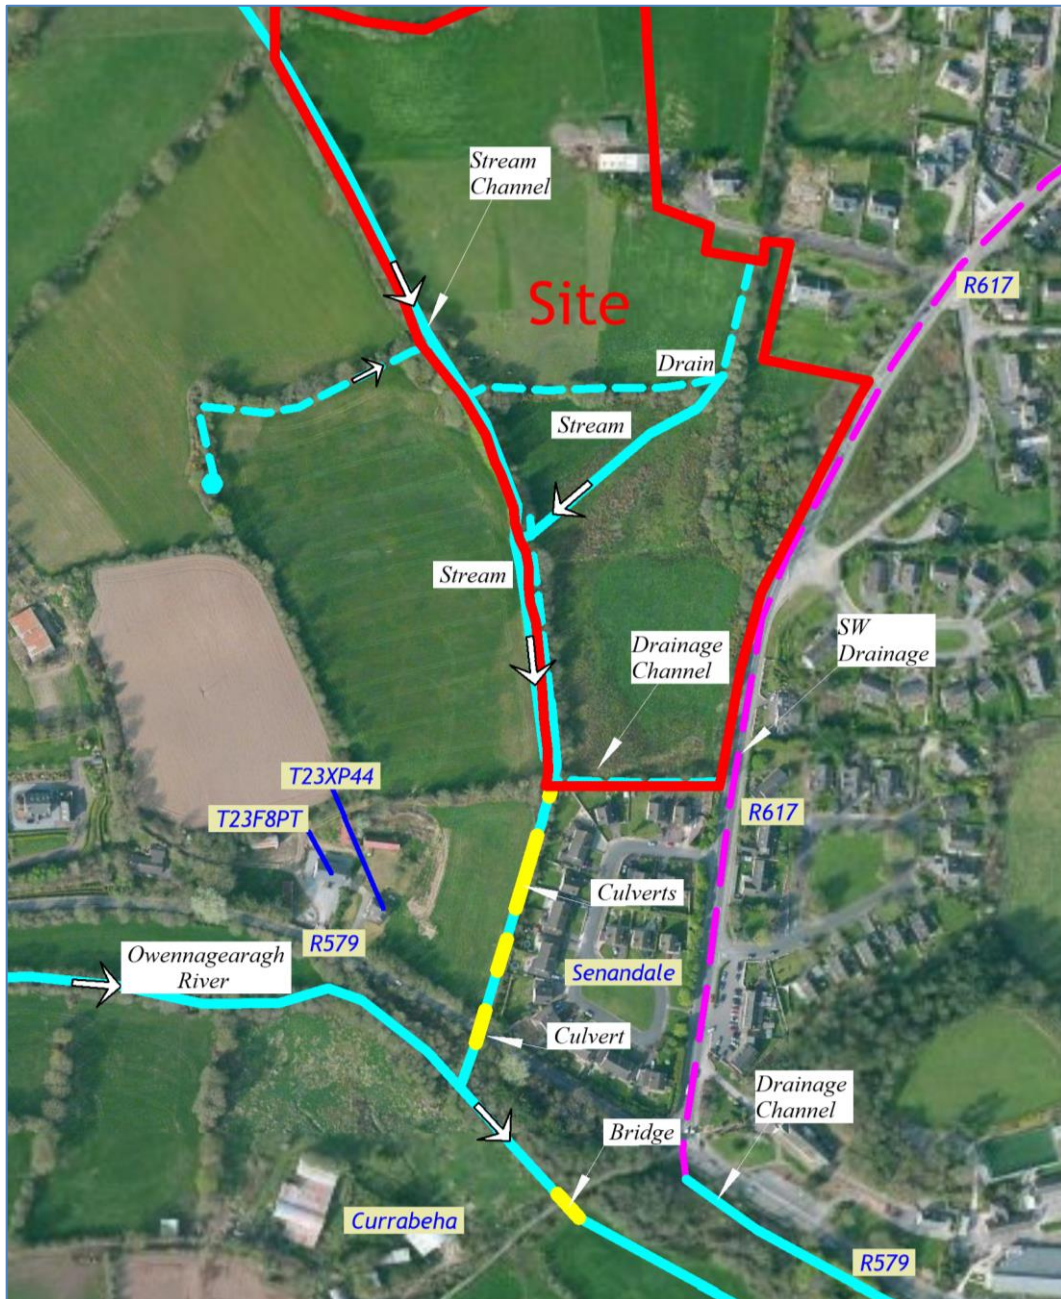 Stream
Channel
R617
Site
Drain
Stream
Stream
SW
Drainage
Drainage
Channel
T23XP44
T23F8PT
R617
Culverts
R579
Owennagearagh
River
Senandale
Culvert
Drainage
Channel
Bridge
Currabeha
R579